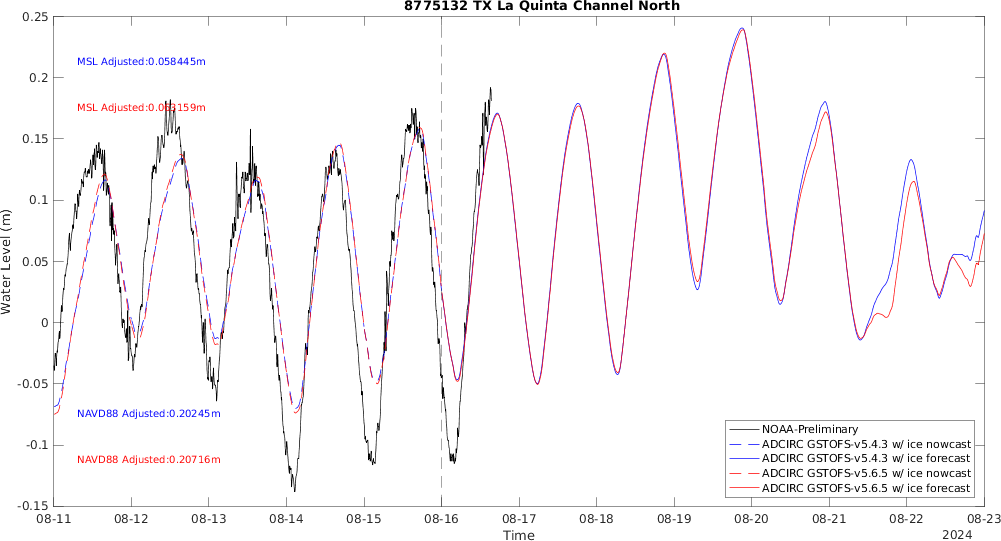 8775132 TX La Quinta Channel North
0.25
0.2
0.15
0.1
0.05
0
-0.05
-0.1
-0.15
Water Level (m)
MSL Adjusted:0.058445m
MSL Adjusted:0.063159m
NAVD88 Adjusted:0.20245m
NAVD88 Adjusted:0.20716m
NOAA-Preliminary
ADCIRC GSTOFS-v5.4.3 w/ ice nowcast
ADCIRC GSTOFS-v5.4.3 w/ ice forecast
ADCIRC GSTOFS-v5.6.5 w/ ice nowcast
ADCIRC GSTOFS-v5.6.5 w/ ice forecast
08-11 08-12 08-13 08-14 08-15 08-16 08-17 08-18 08-19 08-20 08-21 08-22 08-23
Time
2024